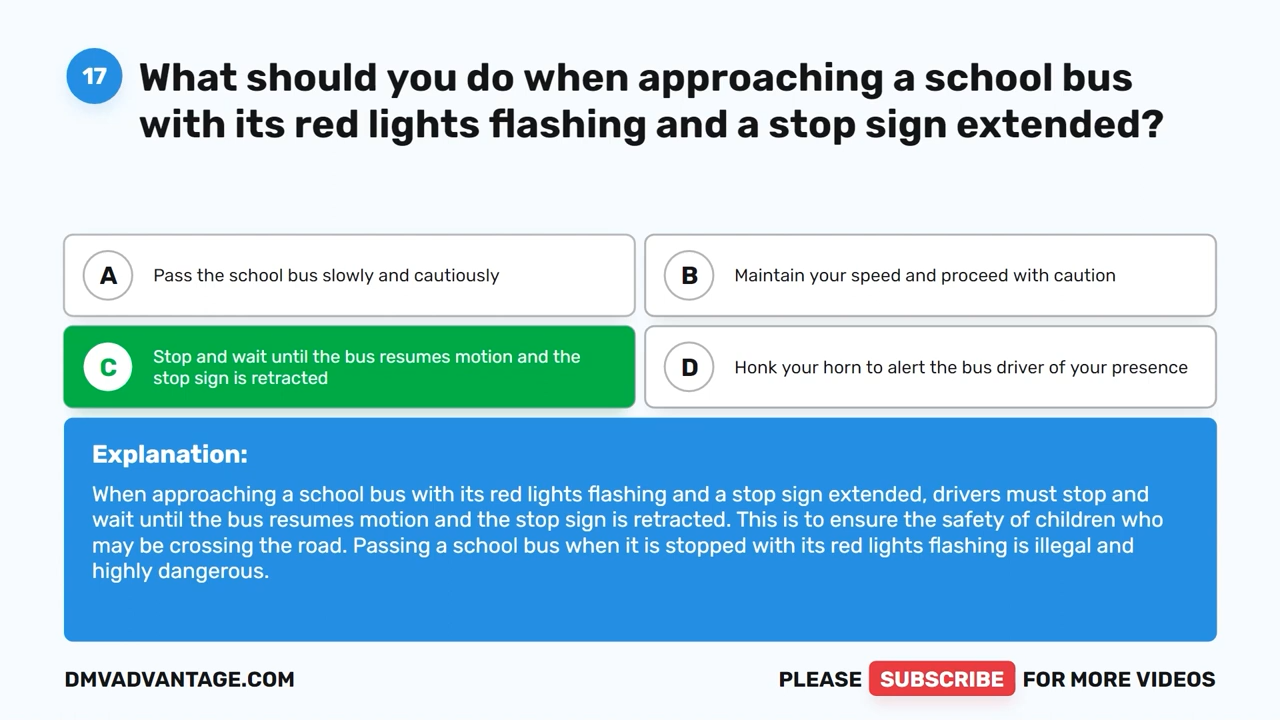 17
What should you do when approaching a school bus
with its red lights flashing and a stop sign extended?
A
Pass the school bus slowly and cautiously
B
Maintain your speed and proceed with caution
C
Stop and wait until the bus resumes motion and the
stop sign is retracted
D
Honk your horn to alert the bus driver of your presence
Explanation:
When approaching a school bus with its red lights flashing and a stop sign extended, drivers must stop and
wait until the bus resumes motion and the stop sign is retracted. This is to ensure the safety of children who
may be crossing the road. Passing a school bus when it is stopped with its red lights flashing is illegal and
highly dangerous.
DMVADVANTAGE.COM
PLEASE SUBSCRIBE FOR MORE VIDEOS